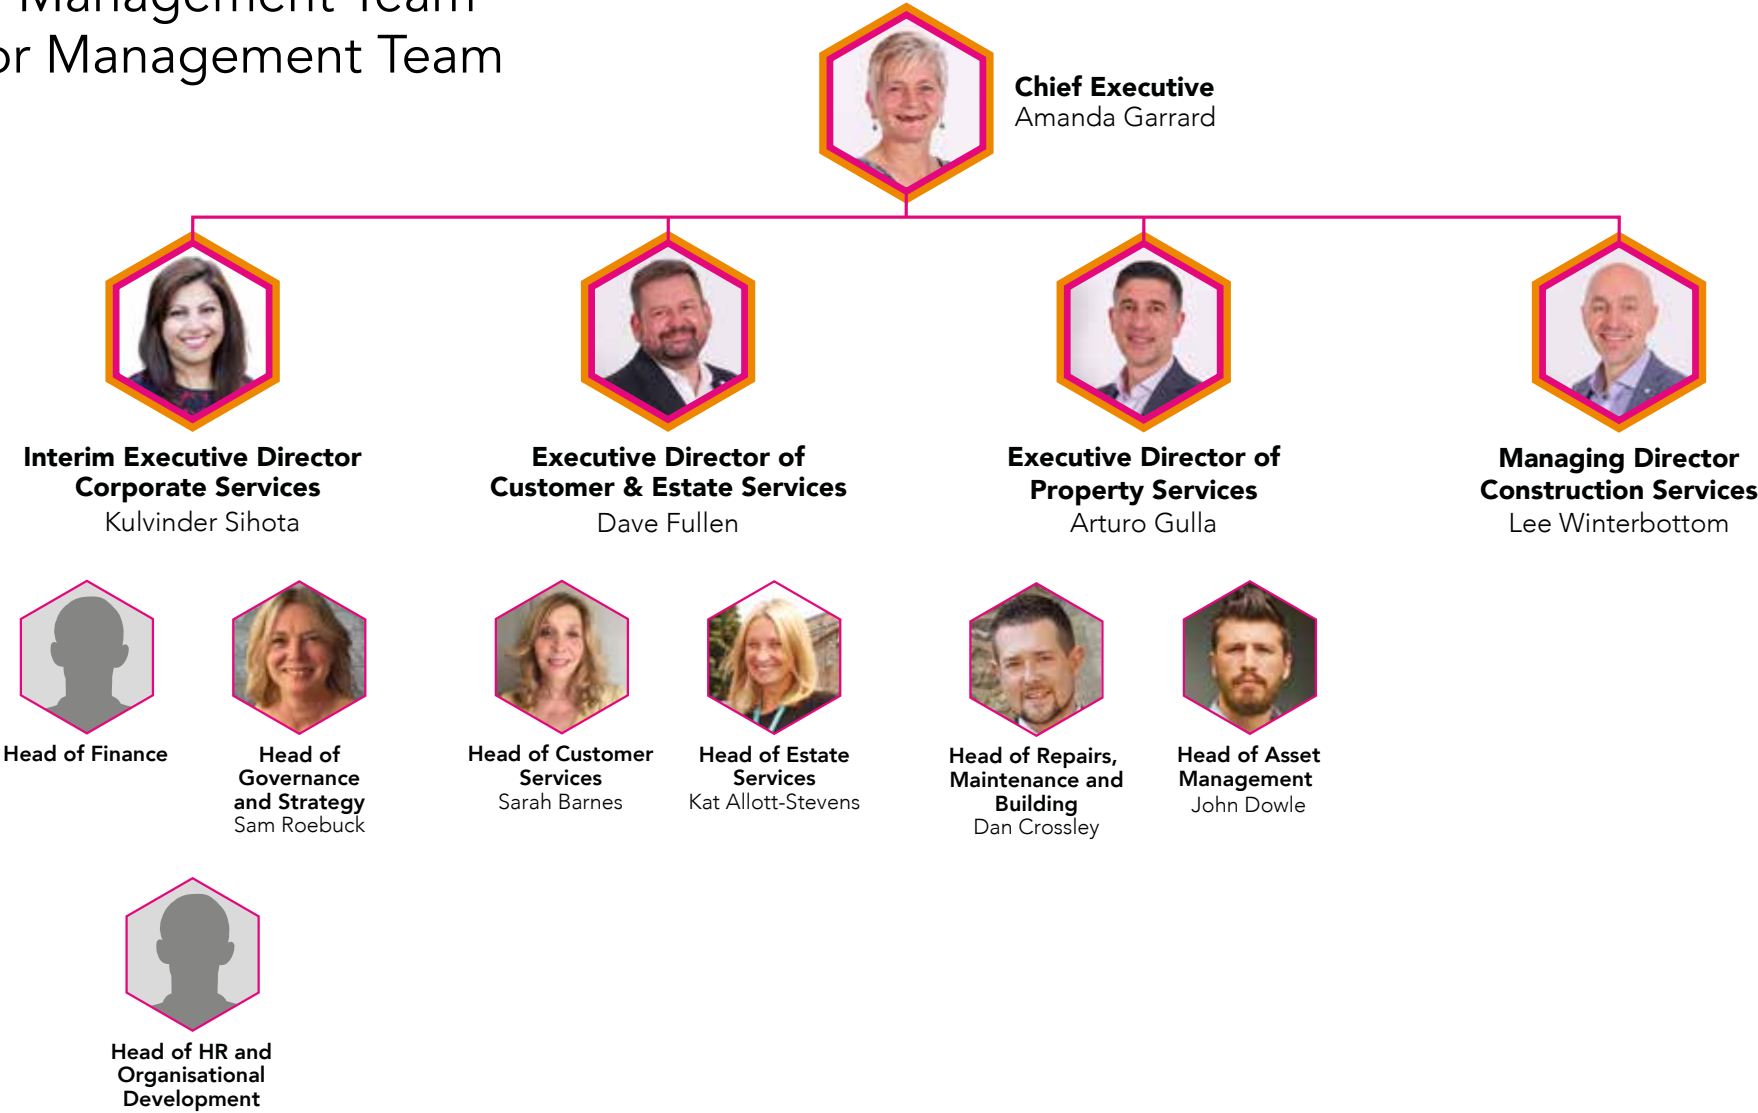 Management Team
or Management Team
Chief Executive
Amanda Garrard
Interim Executive Director
Corporate Services
Kulvinder Sihota
Executive Director of
Customer & Estate Services
Dave Fullen
Executive Director of
Property Services
Arturo Gulla
Managing Director
Construction Services
Lee Winterbottom
Head of Finance
Head of
Governance
and Strategy
Sam Roebuck
Head of Customer
Services
Sarah Barnes
Head of Estate
Services
Kat Allott-Stevens
Head of Repairs,
Maintenance and
Building
Dan Crossley
Head of Asset
Management
John Dowle
Head of HR and
Organisational
Development